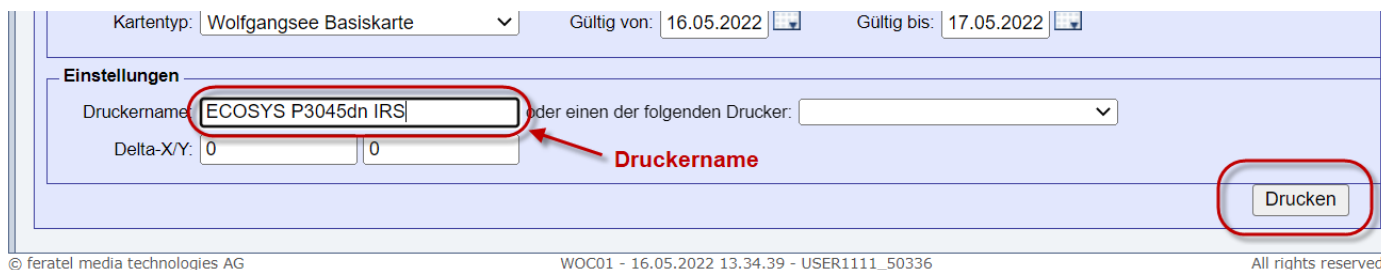 Kartentyp: Wolfgangsee Basiskarte Gültig von: 16.05.2022 Gültig bis: 17.05.2022
Einstellungen
Druckername: ECOSYS P3045dn IRS oder einen der folgenden Drucker:
Delta-X/Y: 0 0
Druckername
Drucken
© feratel media technologies AG WOC01 - 16.05.2022 13.34.39 - USER1111_50336 All rights reserved